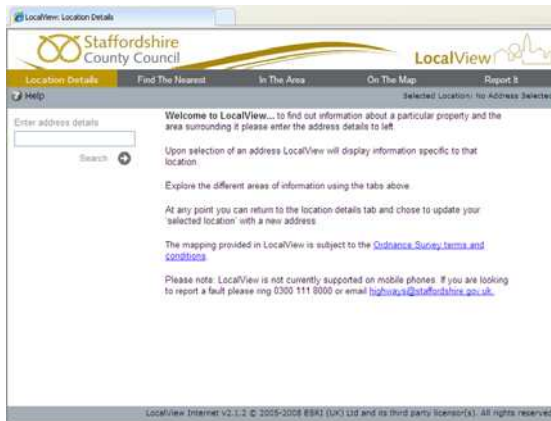 LocalView: Location Details
Staffordshire
County Council
LocalView
Location Details Find The Nearest In The Area On The Map Report It
Help Selected Location: No Address Selected
Enter address details
Search
Welcome to LocalView... to find out information about a particular property and the
area surrounding it please enter the address details to left.
Upon selection of an address LocalView will display information specific to that
location.
Explore the different areas of information using the tabs above.
At any point you can return to the location details tab and chose to update your
'selected location' with a new address.
The mapping provided in LocalView is subject to the Ordnance Survey terms and
conditions.
Please note: LocalView is not currently supported on mobile phones. If you are looking
to report a fault please ring 0300 111 8000 or email highways@staffordshire.gov.uk.
LocalView Internet v2.1.2 © 2005-2008 ESRI (UK) Ltd and its third party licensor(s). All rights reserved